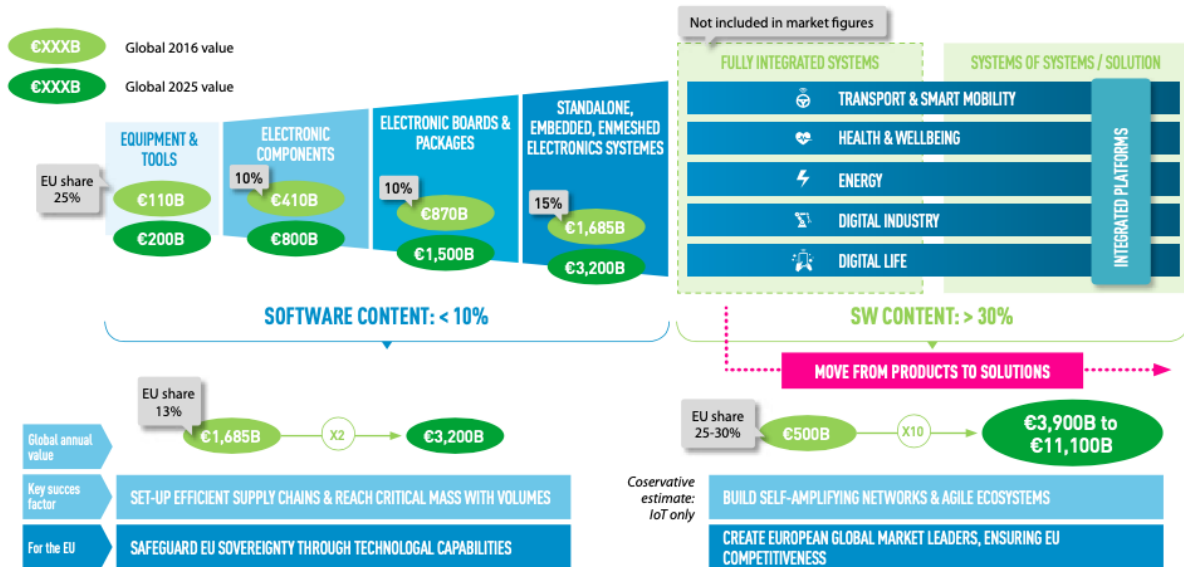 Not included in market figures
€XXXB
Global 2016 value
€XXXB
Global 2025 value
FULLY INTEGRATED SYSTEMS
SYSTEMS OF SYSTEMS / SOLUTION
EQUIPMENT &
TOOLS
ELECTRONIC
COMPONENTS
ELECTRONIC BOARDS &
PACKAGES
STANDALONE,
EMBEDDED, ENMESHED
ELECTRONICS SYSTEMES
EU share
25%
€110B
€200B
10%
€410B
€800B
10%
€870B
€1,500B
15%
€1,685B
€3,200B
TRANSPORT & SMART MOBILITY
HEALTH & WELLBEING
ENERGY
DIGITAL INDUSTRY
DIGITAL LIFE
INTEGRATED PLATFORMS
SOFTWARE CONTENT: < 10%
SW CONTENT: > 30%
MOVE FROM PRODUCTS TO SOLUTIONS
Global annual
value
EU share
13%
€1,685B
X2
€3,200B
EU share
25-30%
€500B
X10
€3,900B to
€11,100B
Key succes
factor
SET-UP EFFICIENT SUPPLY CHAINS & REACH CRITICAL MASS WITH VOLUMES
Coservative
estimate:
IoT only
BUILD SELF-AMPLIFYING NETWORKS & AGILE ECOSYSTEMS
For the EU
SAFEGUARD EU SOVEREIGNTY THROUGH TECHNOLOGAL CAPABILITIES
CREATE EUROPEAN GLOBAL MARKET LEADERS, ENSURING EU
COMPETITIVENESS